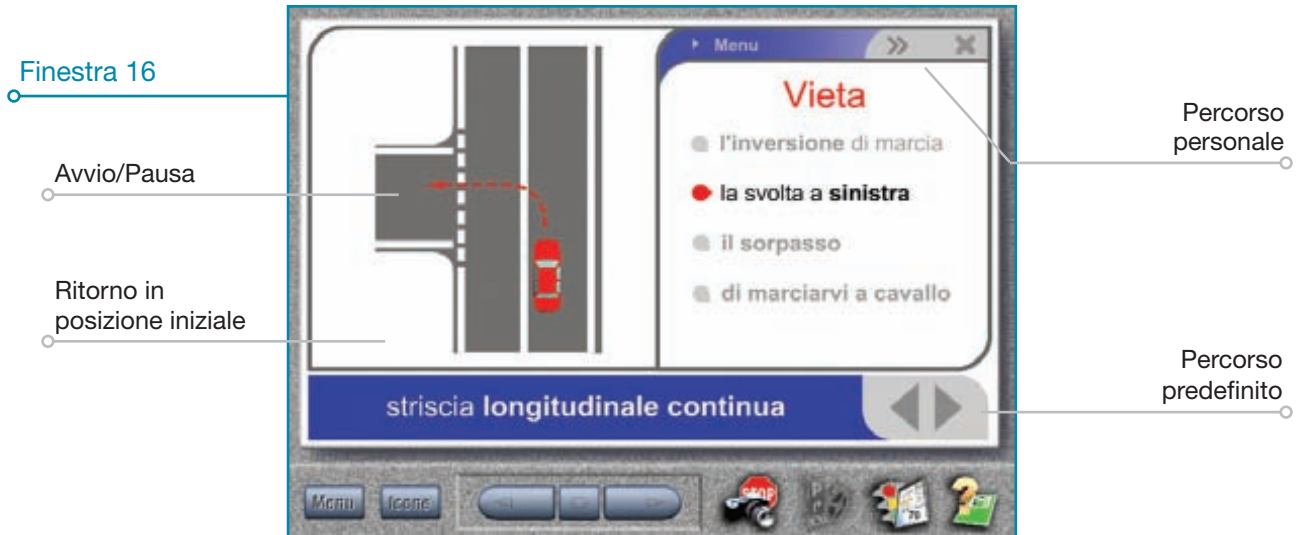 Finestra 16
Avvio/Pausa
Ritorno in
posizione iniziale
Menu
Vieta
l'inversione di marcia
la svolta a sinistra
il sorpasso
di marciarvi a cavallo
striscia longitudinale continua
Percorso
personale
Percorso
predefinito
Menu
Icone
STOP